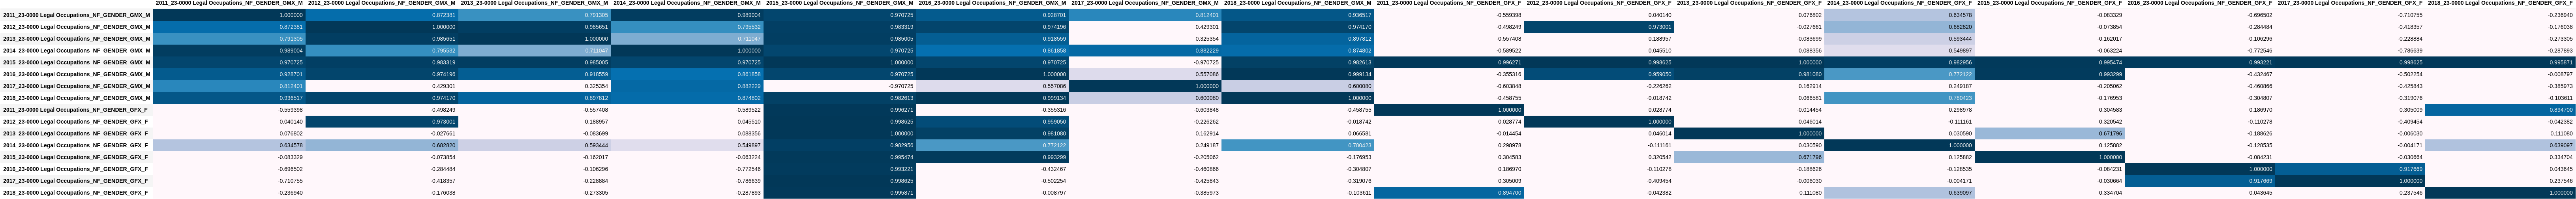 2011_23-0000 Legal Occupations_NF_GENDER_GMX_M 2012_23-0000 Legal Occupations_NF_GENDER_GMX_M 2013_23-0000 Legal Occupations_NF_GENDER_GMX_M 2014_23-0000 Legal Occupations_NF_GENDER_GMX_M 2015_23-0000 Legal Occupations_NF_GENDER_GMX_M 2016_23-0000 Legal Occupations_NF_GENDER_GMX_M 2017_23-0000 Legal Occupations_NF_GENDER_GMX_M 2018_23-0000 Legal Occupations_NF_GENDER_GMX_M 2011_23-0000 Legal Occupations_NF_GENDER_GFX_F 2012_23-0000 Legal Occupations_NF_GENDER_GFX_F 2013_23-0000 Legal Occupations_NF_GENDER_GFX_F 2014_23-0000 Legal Occupations_NF_GENDER_GFX_F 2015_23-0000 Legal Occupations_NF_GENDER_GFX_F 2016_23-0000 Legal Occupations_NF_GENDER_GFX_F 2017_23-0000 Legal Occupations_NF_GENDER_GFX_F 2018_23-0000 Legal Occupations_NF_GENDER_GFX_F
2011_23-0000 Legal Occupations_NF_GENDER_GMX_M 1.000000 0.872381 0.791305 0.989004 0.970725 0.928701 0.812401 0.936517 -0.559398 0.040140 0.076802 0.634578 -0.083329 -0.696502 -0.710755 -0.236940
2012_23-0000 Legal Occupations_NF_GENDER_GMX_M 0.872381 1.000000 0.985651 0.795532 0.983319 0.974196 0.429301 0.974170 -0.498249 0.973001 -0.027661 0.682820 -0.073854 -0.284484 -0.418357 -0.176038
2013_23-0000 Legal Occupations_NF_GENDER_GMX_M 0.791305 0.985651 1.000000 0.711047 0.985005 0.918559 0.325354 0.897812 -0.557408 0.188957 -0.083699 0.593444 -0.162017 -0.106296 -0.228884 -0.273305
2014_23-0000 Legal Occupations_NF_GENDER_GMX_M 0.989004 0.795532 0.711047 1.000000 0.970725 0.861858 0.882229 0.874802 -0.589522 0.045510 0.088356 0.549897 -0.063224 -0.772546 -0.786639 -0.287893
2015_23-0000 Legal Occupations_NF_GENDER_GMX_M 0.970725 0.983319 0.985005 0.970725 1.000000 0.970725 -0.970725 0.982613 0.996271 0.998625 1.000000 0.982956 0.995474 0.993221 0.998625 0.995871
2016_23-0000 Legal Occupations_NF_GENDER_GMX_M 0.928701 0.974196 0.918559 0.861858 0.970725 1.000000 0.557086 0.999134 -0.355316 0.959050 0.981080 0.772122 0.993299 -0.432467 -0.502254 -0.008797
2017_23-0000 Legal Occupations_NF_GENDER_GMX_M 0.812401 0.429301 0.325354 0.882229 -0.970725 0.557086 1.000000 0.600080 -0.603848 -0.226262 0.162914 0.249187 -0.205062 -0.460866 -0.425843 -0.385973
2018_23-0000 Legal Occupations_NF_GENDER_GMX_M 0.936517 0.974170 0.897812 0.874802 0.982613 0.999134 0.600080 1.000000 -0.458755 -0.018742 0.066581 0.780423 -0.176953 -0.304807 -0.319076 -0.103611
2011_23-0000 Legal Occupations_NF_GENDER_GFX_F -0.559398 -0.498249 -0.557408 -0.589522 0.996271 -0.355316 -0.603848 -0.458755 1.000000 0.028774 -0.014454 0.298978 0.304583 0.186970 0.305009 0.894700
2012_23-0000 Legal Occupations_NF_GENDER_GFX_F 0.040140 0.973001 0.188957 0.045510 0.998625 0.959050 -0.226262 -0.018742 0.028774 1.000000 0.046014 -0.111161 0.320542 -0.110278 -0.409454 -0.042382
2013_23-0000 Legal Occupations_NF_GENDER_GFX_F 0.076802 -0.027661 -0.083699 0.088356 1.000000 0.981080 0.162914 0.066581 -0.014454 0.046014 1.000000 0.030590 0.671796 -0.188626 -0.006030 0.111080
2014_23-0000 Legal Occupations_NF_GENDER_GFX_F 0.634578 0.682820 0.593444 0.549897 0.982956 0.772122 0.249187 0.780423 0.298978 -0.111161 0.030590 1.000000 0.125882 -0.128535 -0.004171 0.639097
2015_23-0000 Legal Occupations_NF_GENDER_GFX_F -0.083329 -0.073854 -0.162017 -0.063224 0.995474 0.993299 -0.205062 -0.176953 0.304583 0.320542 0.671796 0.125882 1.000000 -0.084231 -0.030664 0.334704
2016_23-0000 Legal Occupations_NF_GENDER_GFX_F -0.696502 -0.284484 -0.106296 -0.772546 0.993221 -0.432467 -0.460866 -0.304807 0.186970 -0.110278 -0.188626 -0.128535 -0.084231 1.000000 0.917669 0.043645
2017_23-0000 Legal Occupations_NF_GENDER_GFX_F -0.710755 -0.418357 -0.228884 -0.786639 0.998625 -0.502254 -0.425843 -0.319076 0.305009 -0.409454 -0.006030 -0.004171 -0.030664 0.917669 1.000000 0.237546
2018_23-0000 Legal Occupations_NF_GENDER_GFX_F -0.236940 -0.176038 -0.273305 -0.287893 0.995871 -0.008797 -0.385973 -0.103611 0.894700 -0.042382 0.111080 0.639097 0.334704 0.043645 0.237546 1.000000